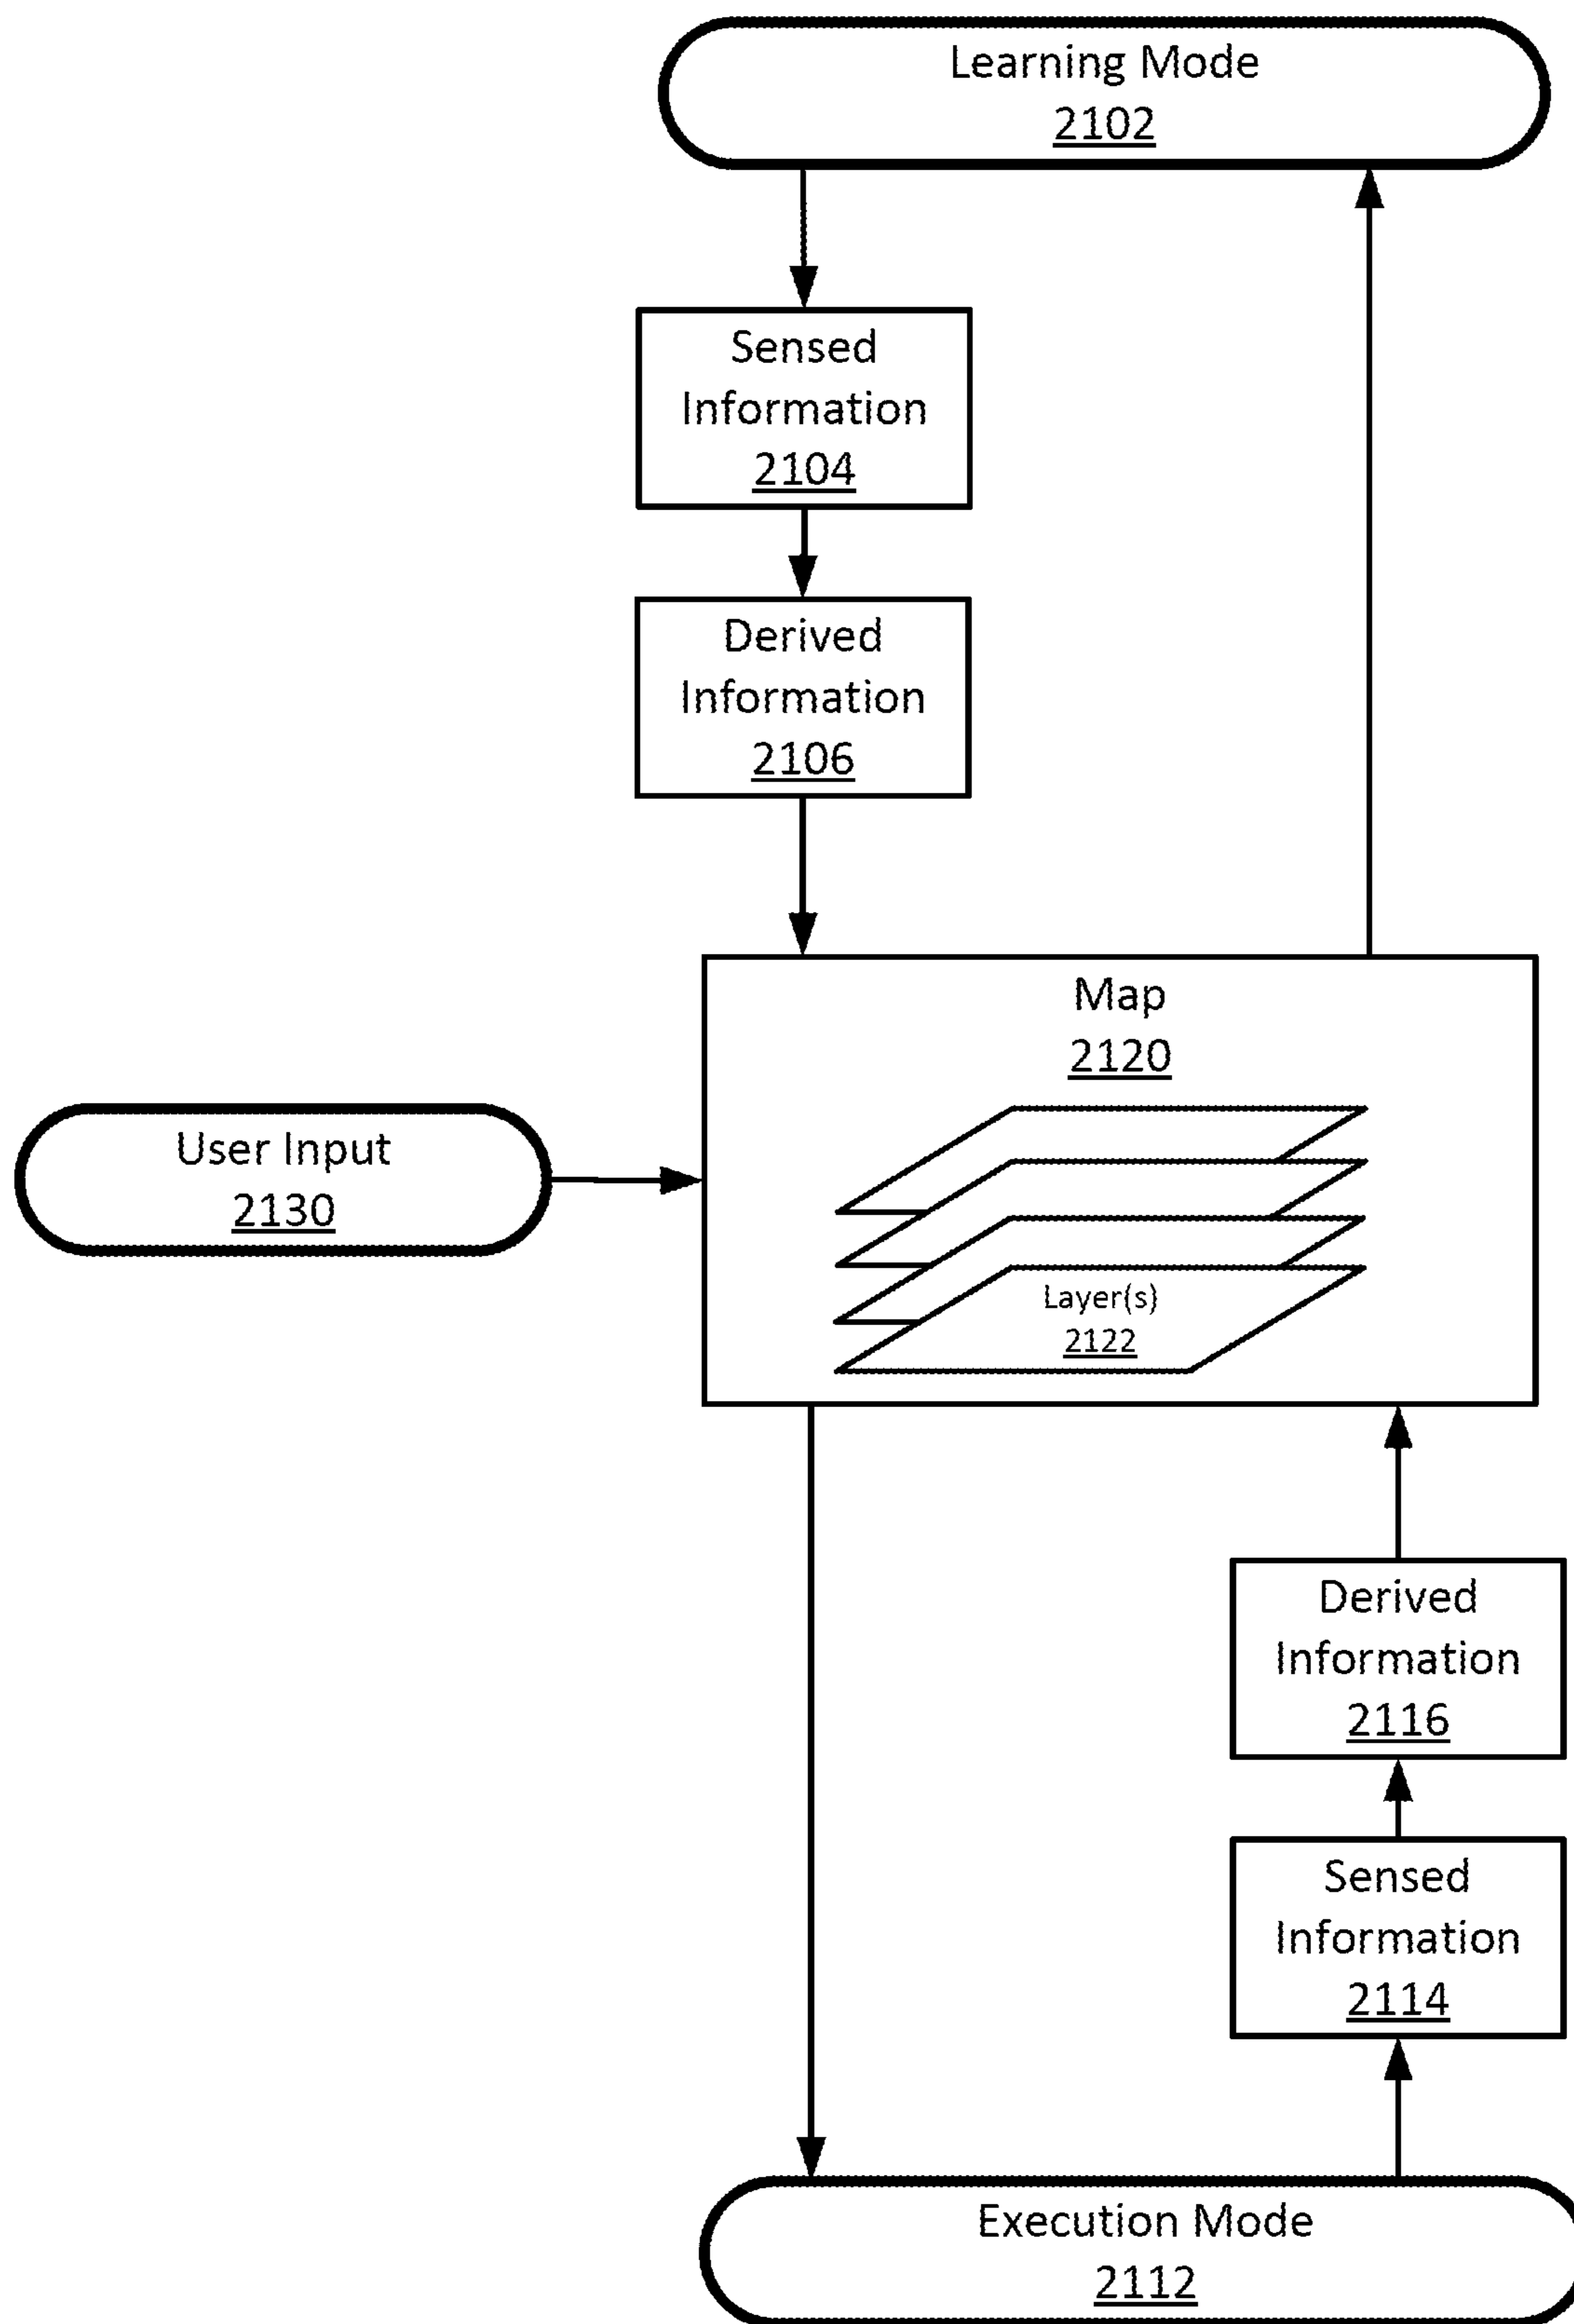 Learning Mode
2102
Sensed
Information
2104
Derived
Information
2106
Map
2120
User Input
2130
Layer(s)
2122
Derived
Information
2116
Sensed
Information
2114
Execution Mode
2112